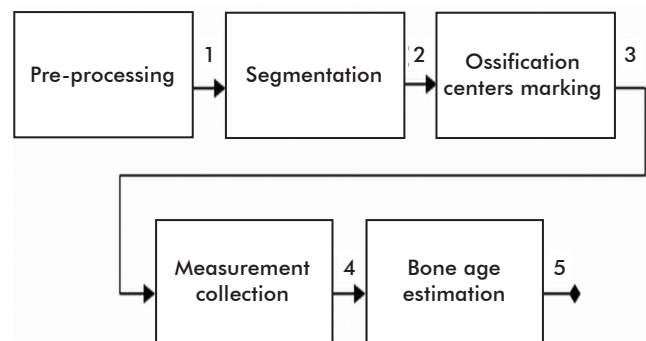 Pre-processing
1
Segmentation
2
Ossification
centers marking
3
Measurement
collection
4
Bone age
estimation
5